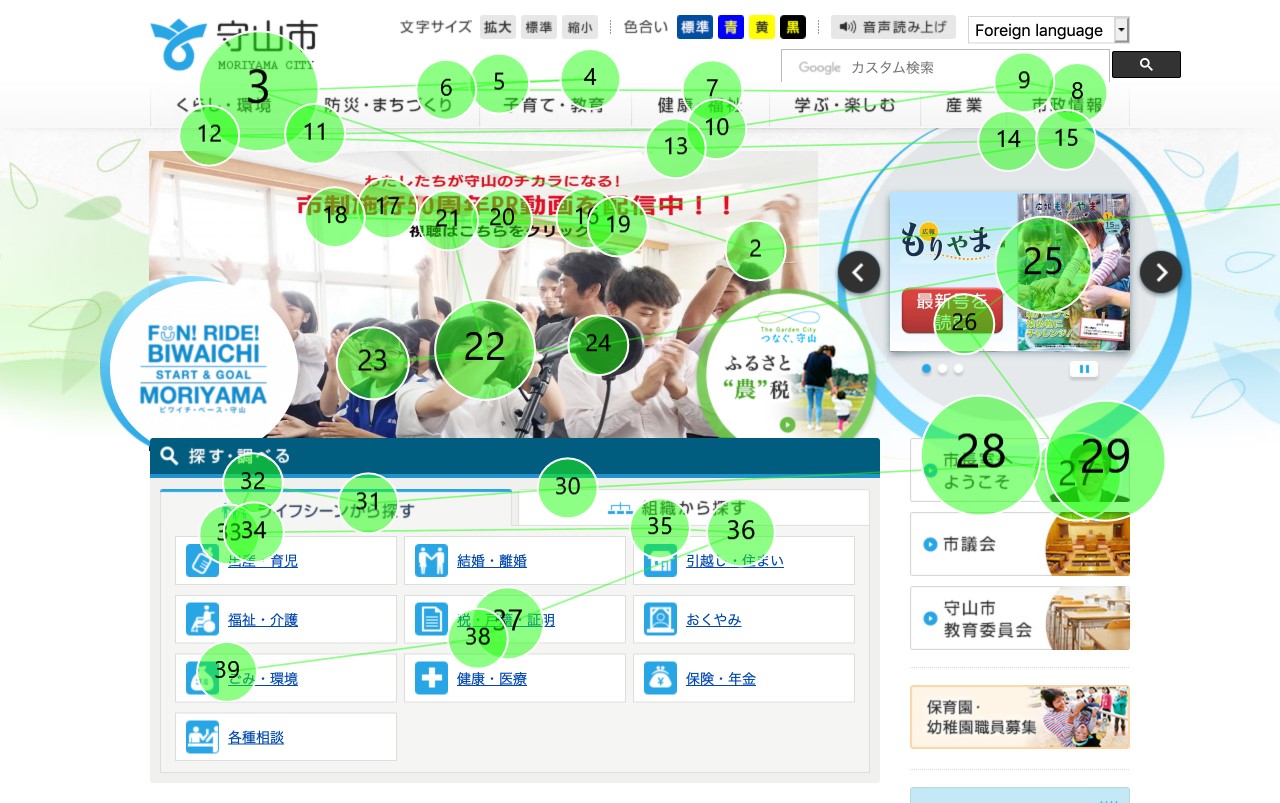 守山市
MORIYAMA CITY
文字サイズ 拡大 標準 縮小 色合い 標準 青 黄 黒 音声読み上げ Foreign language
Google カスタム検索
くらし・環境 防災・まちづくり 子育て・教育 健康・福祉 学ぶ・楽しむ 産業 市政情報
3 6 5 4 7 9 8
12 11 13 10 14 15
わたしたちが守山のチカラになる!
市制施行50周年PR動画を配信中!!
視聴はこちらをクリック
18 17 21 20 16 19 2
広報 もりやま
最新号を
25 26
FUN! RIDE!
BIWAICHI
START & GOAL
MORIYAMA
ビワイチ・ベース・守山
23 22 24
The Garden City
つなぐ、守山
ふるさと
“農”税
探す・調べる
市長室へ
ようこそ
28 27 29
32 31 30
ライフシーンから探す 組織から探す
33 34 35 36
出産・育児 結婚・離婚 引越し・住まい
福祉・介護 税・戸籍・証明 おくやみ
37 38
39
ごみ・環境 健康・医療 保険・年金
各種相談
市議会
守山市
教育委員会
保育園・
幼稚園職員募集